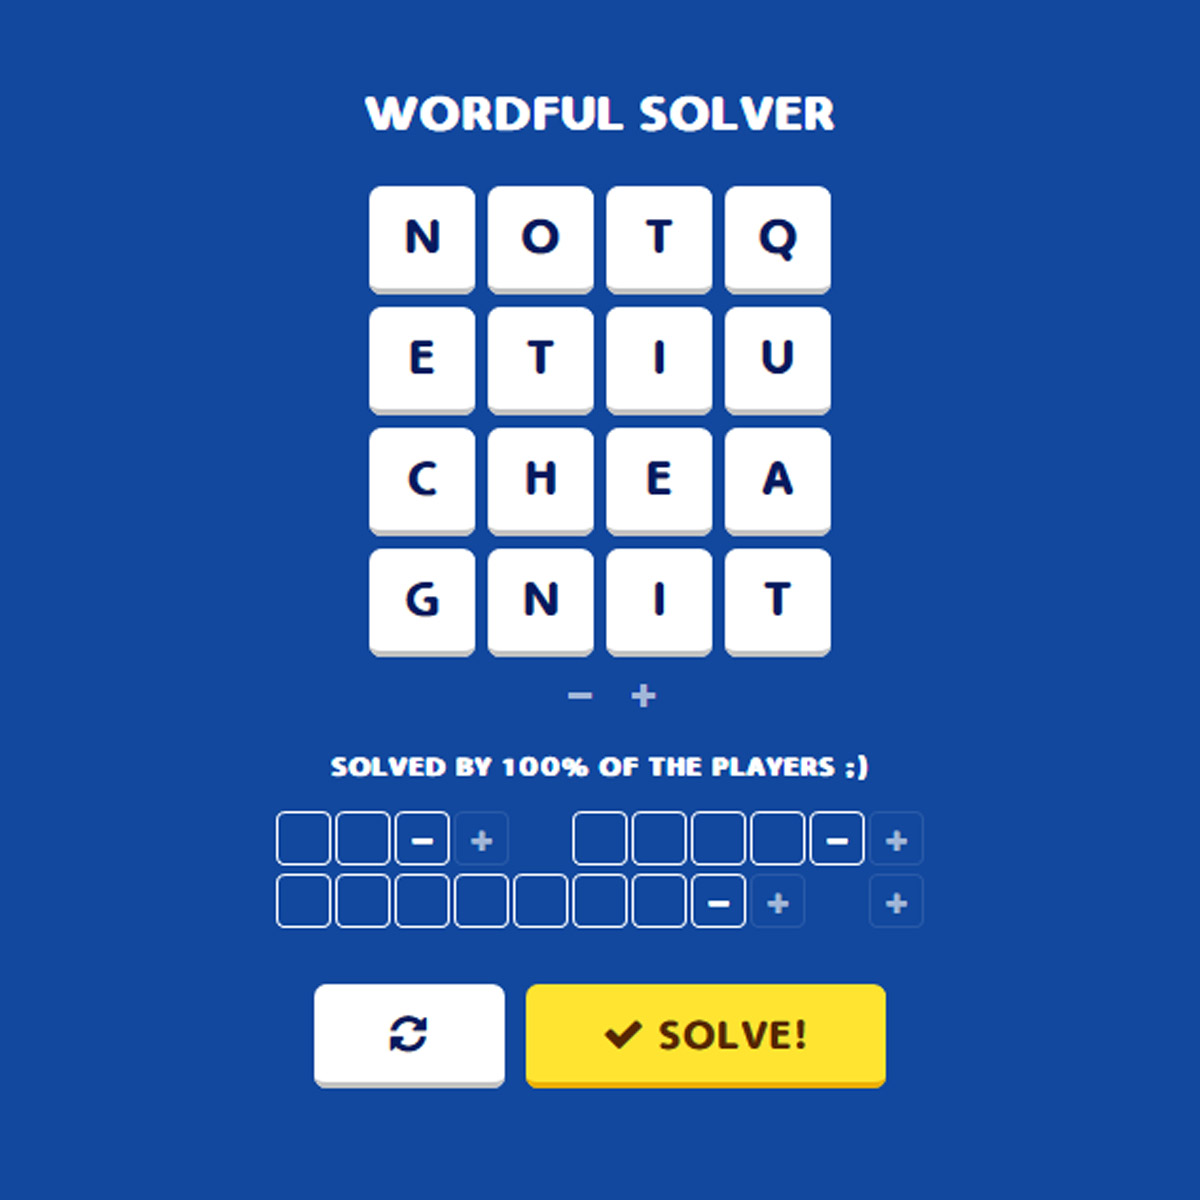 WORDFUL SOLVER
N O T Q
E T I U
C H E A
G N I T
− +
SOLVED BY 100% OF THE PLAYERS ;)
− + − +
− + +
SOLVE!